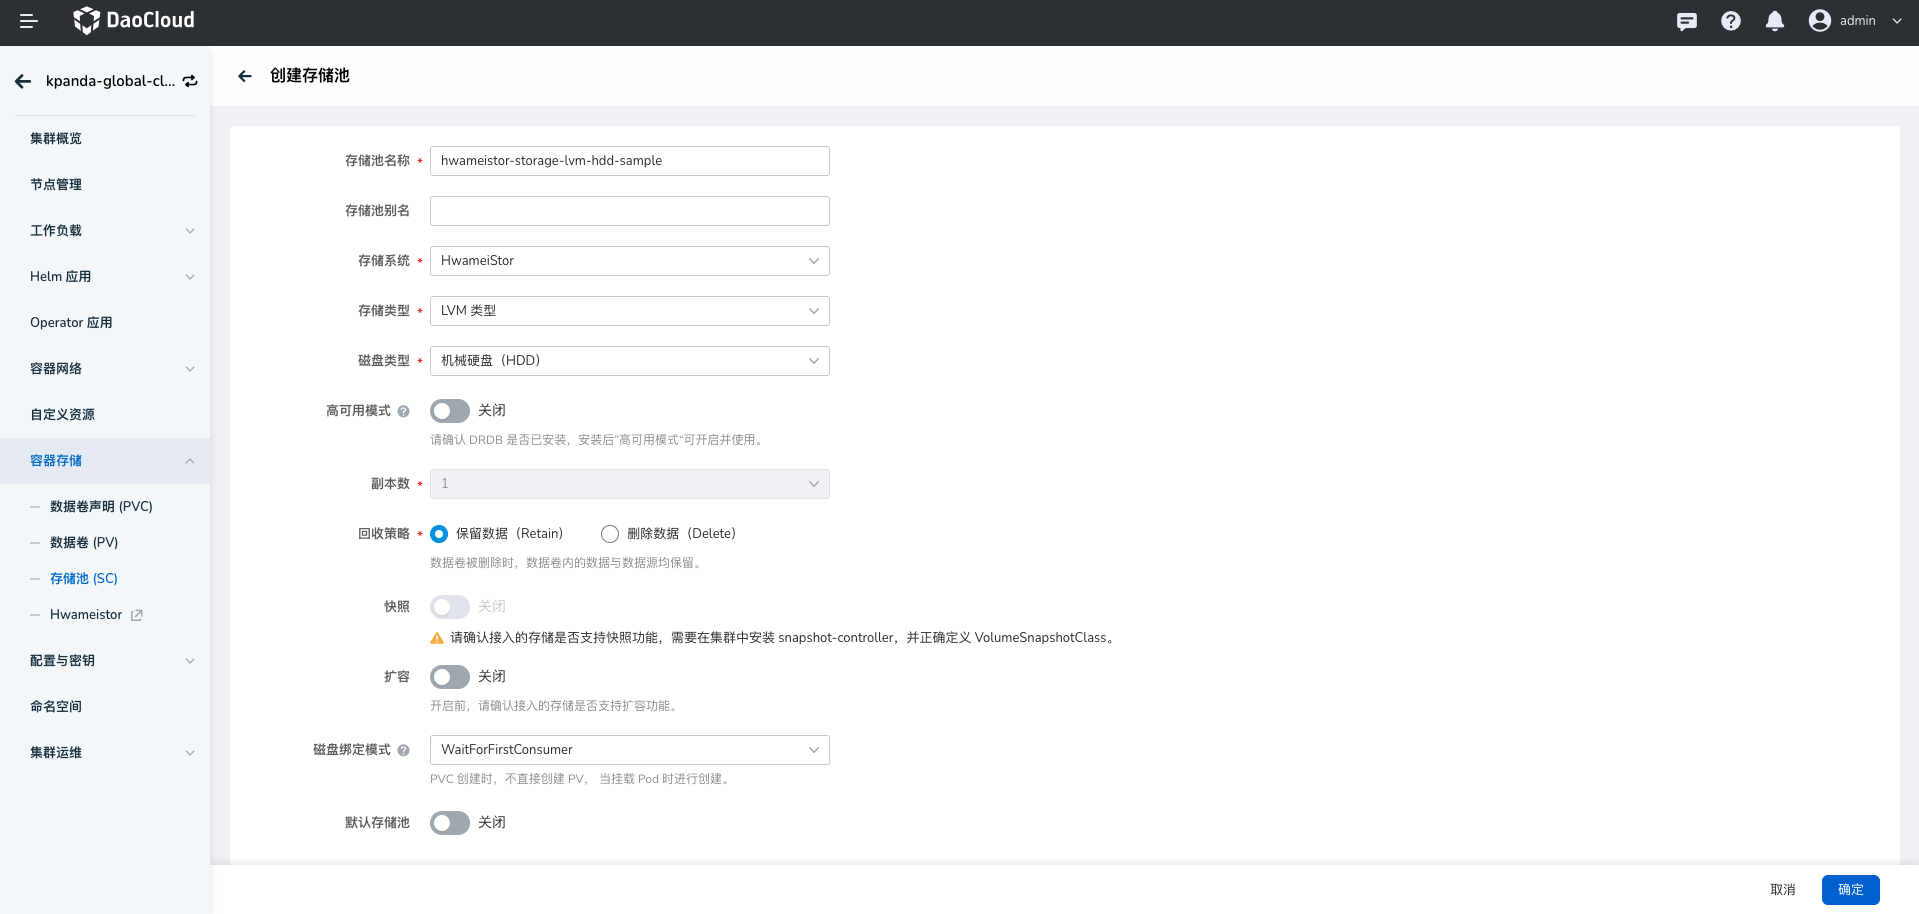 DaoCloud
admin
kpanda-global-cl...
创建存储池
集群概览
节点管理
工作负载
Helm 应用
Operator 应用
容器网络
自定义资源
容器存储
数据卷声明 (PVC)
数据卷 (PV)
存储池 (SC)
Hwameistor
配置与密钥
命名空间
集群运维
存储池名称 * hwameistor-storage-lvm-hdd-sample
存储池别名
存储系统 * HwameiStor
存储类型 * LVM 类型
磁盘类型 * 机械硬盘（HDD）
高可用模式 关闭
请确认 DRDB 是否已安装，安装后"高可用模式"可开启并使用。
副本数 * 1
回收策略 * 保留数据（Retain） 删除数据（Delete）
数据卷被删除时，数据卷内的数据与数据源均保留。
快照 关闭
请确认接入的存储是否支持快照功能，需要在集群中安装 snapshot-controller，并正确定义 VolumeSnapshotClass。
扩容 关闭
开启前，请确认接入的存储是否支持扩容功能。
磁盘绑定模式 WaitForFirstConsumer
PVC 创建时，不直接创建 PV， 当挂载 Pod 时进行创建。
默认存储池 关闭
取消 确定